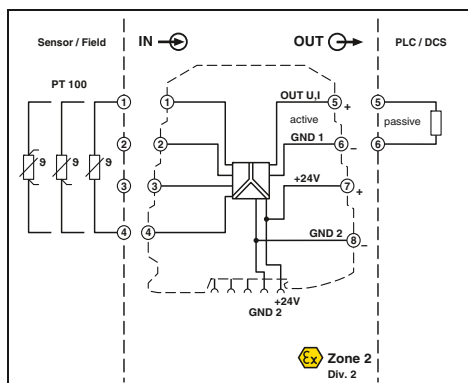 Sensor / Field
IN
OUT
PLC / DCS
PT 100
OUT U,I
active
GND 1
+24V
GND 2
passive
1
2
3
4
ϑ
ϑ
ϑ
1
2
3
4
5 +
6 –
7 +
8 –
5
6
+24V
GND 2
Ex
Zone 2
Div. 2